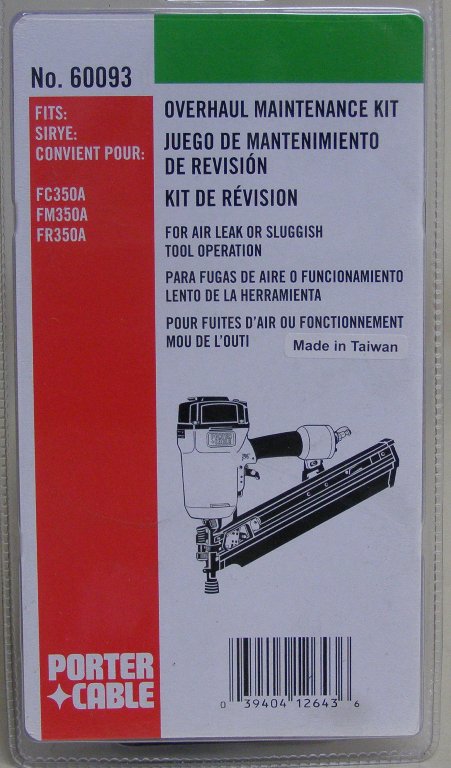 No. 60093
FITS:
SIRYE:
CONVIENT POUR:
FC350A
FM350A
FR350A
OVERHAUL MAINTENANCE KIT
JUEGO DE MANTENIMIENTO
DE REVISIÓN
KIT DE RÉVISION
FOR AIR LEAK OR SLUGGISH
TOOL OPERATION
PARA FUGAS DE AIRE O FUNCIONAMIENTO
LENTO DE LA HERRAMIENTA
POUR FUITES D'AIR OU FONCTIONNEMENT
MOU DE L'OUTI
Made in Taiwan
PORTER
CABLE
0 39404 12643 6